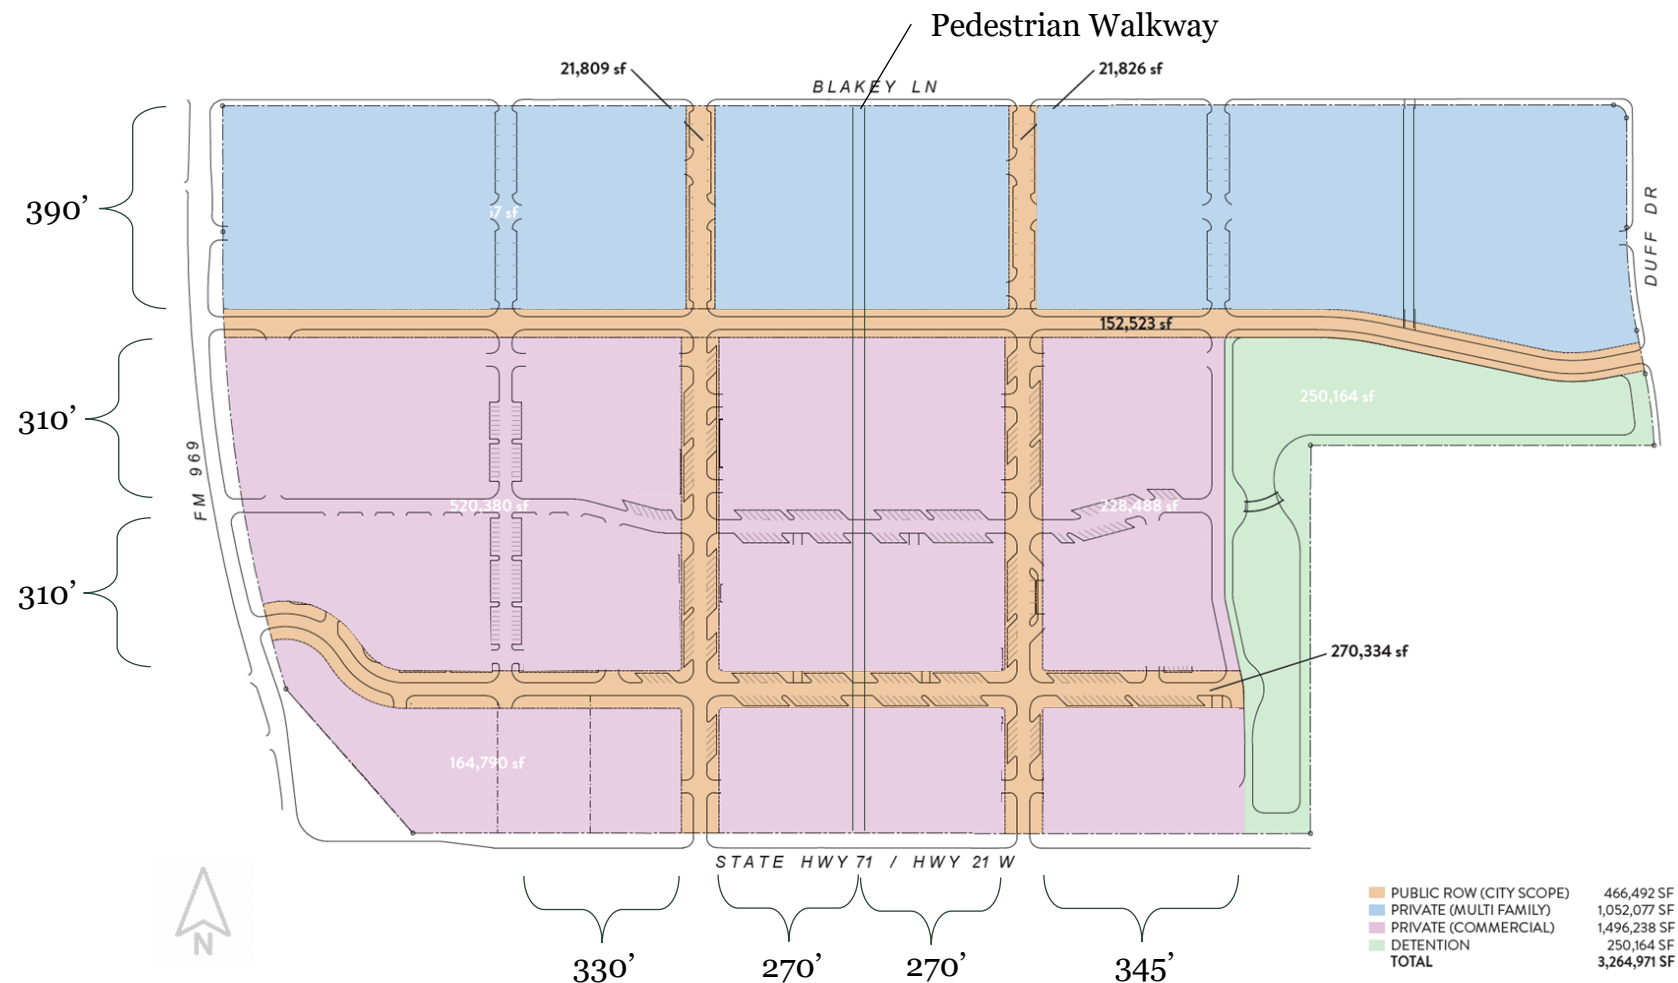 Pedestrian Walkway
21,809 sf
21,826 sf
BLAKEY LN
390’
7 sf
DUFF DR
152,523 sf
310’
250,164 sf
FM 969
520,380 sf
228,488 sf
310’
270,334 sf
164,790 sf
STATE HWY 71 / HWY 21 W
N
330’
270’
270’
345’
PUBLIC ROW (CITY SCOPE) 466,492 SF
PRIVATE (MULTI FAMILY) 1,052,077 SF
PRIVATE (COMMERCIAL) 1,496,238 SF
DETENTION 250,164 SF
TOTAL 3,264,971 SF